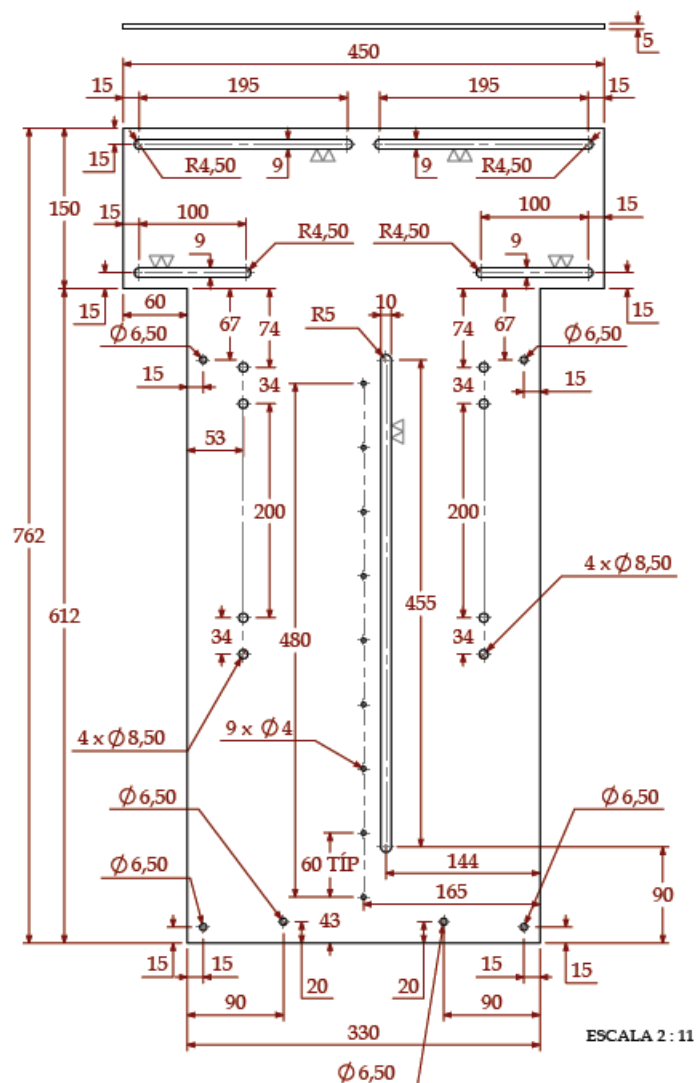 5
450
15 195 195 15
15 R4,50 9 9 R4,50
150
15 100 R4,50 R4,50 100 15
9 9
15 60 67 74 R5 10 74 67 15
Ø 6,50 Ø 6,50
15 34 34 15
53
762 200 200
612 455 4 x Ø 8,50
34 480 34
4 x Ø 8,50 9 x Ø 4
Ø 6,50 Ø 6,50
Ø 6,50 60 TÍP 144
165 90
43
15 15 20 20 15 15
90 90
330 ESCALA 2 : 11
Ø 6,50